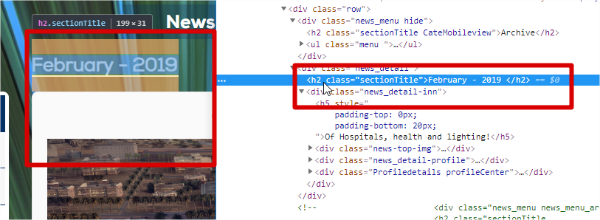 h2.sectionTitle | 199 × 31
News
February - 2019
<div class="row">
▾<div class="news_menu hide">
<h2 class="sectionTitle CateMobileview">Archive</h2>
▸<ul class="menu ">…</ul>
</div>
▾<div class="news_detail">
<h2 class="sectionTitle">February - 2019 </h2> == $0
▾<div class="news_detail-inn">
<h5 style="
padding-top: 0px;
padding-bottom: 20px;
">Of Hospitals, health and lighting!</h5>
▸<div class="news-top-img">…</div>
▸<div class="news_detail-profile">…</div>
▸<div class="Profiledetails profileCenter">…</div>
</div>
</div>
<!-- <div class="news_menu news_menu_ar
<h2 class="sectionTitle